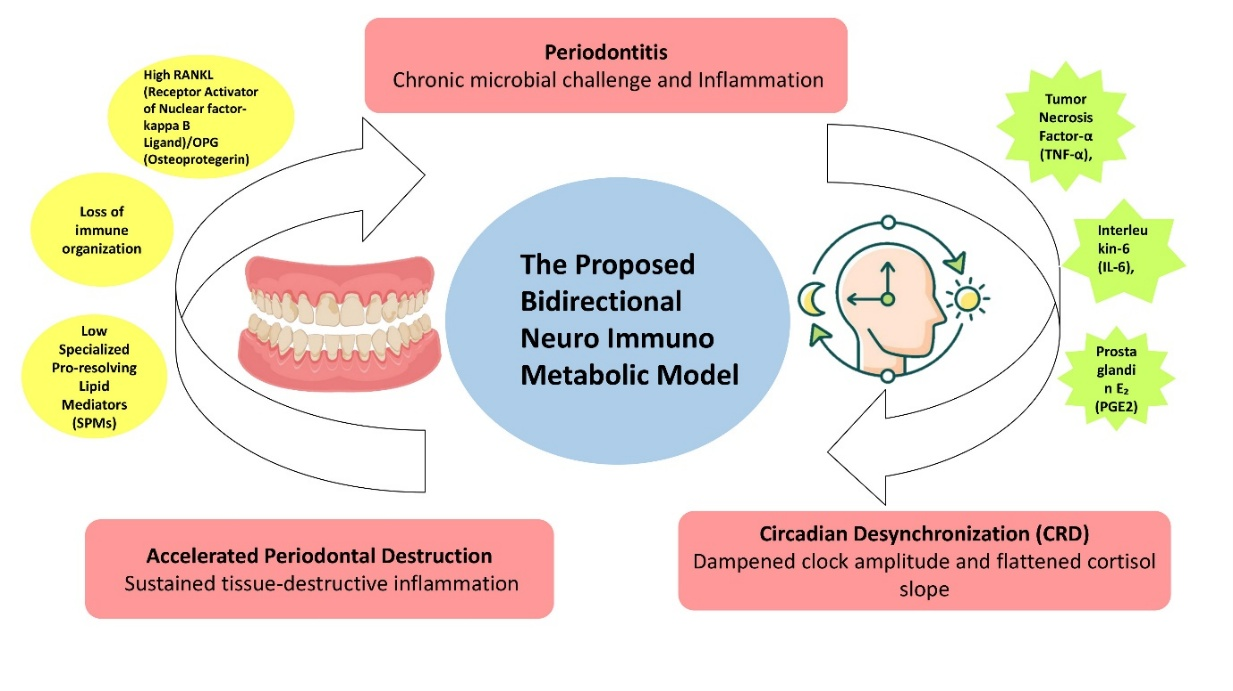 Periodontitis
Chronic microbial challenge and Inflammation
High RANKL
(Receptor Activator
of Nuclear factor-
kappa B
Ligand)/OPG
(Osteoprotegerin)
Loss of
immune
organization
Low
Specialized
Pro-resolving
Lipid
Mediators
(SPMs)
The Proposed
Bidirectional
Neuro Immuno
Metabolic Model
Tumor
Necrosis
Factor-α
(TNF-α),
Interleu
kin-6
(IL-6),
Prosta
glandi
n E₂
(PGE2)
Accelerated Periodontal Destruction
Sustained tissue-destructive inflammation
Circadian Desynchronization (CRD)
Dampened clock amplitude and flattened cortisol
slope